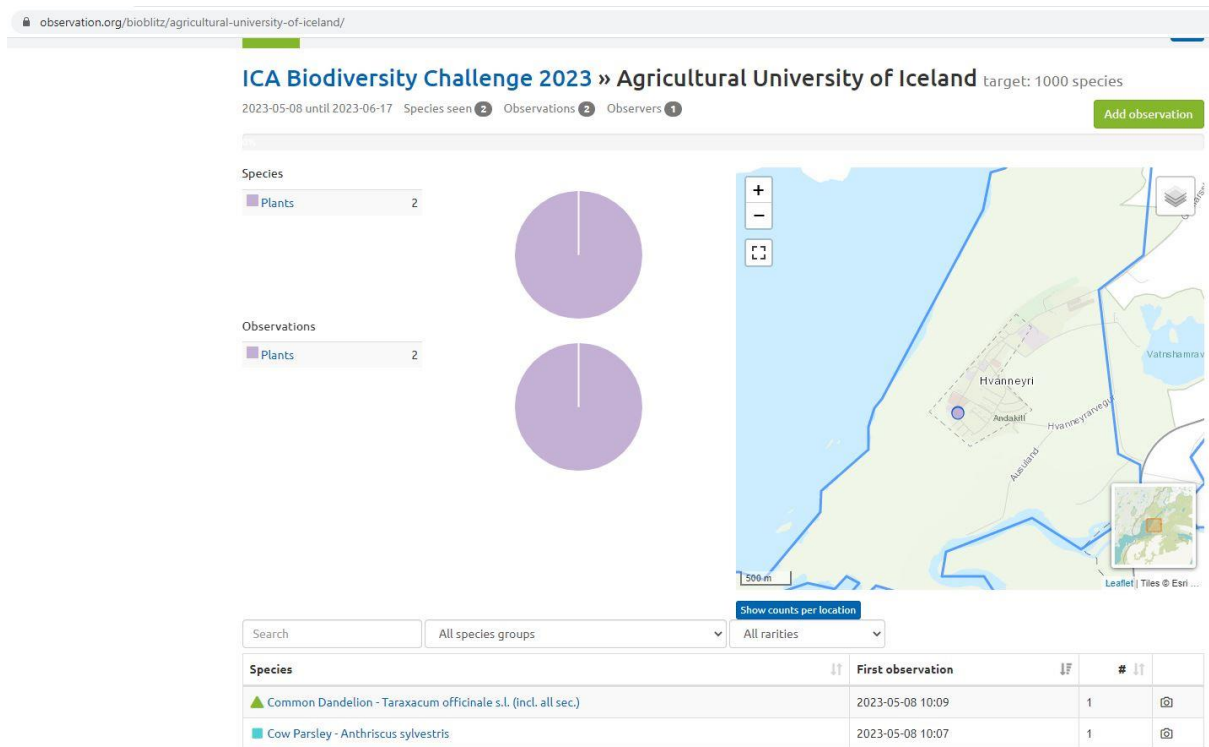 observation.org/bioblitz/agricultural-university-of-iceland/
ICA Biodiversity Challenge 2023 » Agricultural University of Iceland target: 1000 species
2023-05-08 until 2023-06-17 Species seen 2 Observations 2 Observers 1
Add observation
Species
Plants 2
Observations
Plants 2
+
−
Vatnshamrav
Hvanneyri
Andakíll
Hvanneyrarvegur
Ausuland
500 m
Leaflet | Tiles © Esri ...
Show counts per location
Search All species groups All rarities
Species First observation #
Common Dandelion - Taraxacum officinale s.l. (incl. all sec.) 2023-05-08 10:09 1
Cow Parsley - Anthriscus sylvestris 2023-05-08 10:07 1